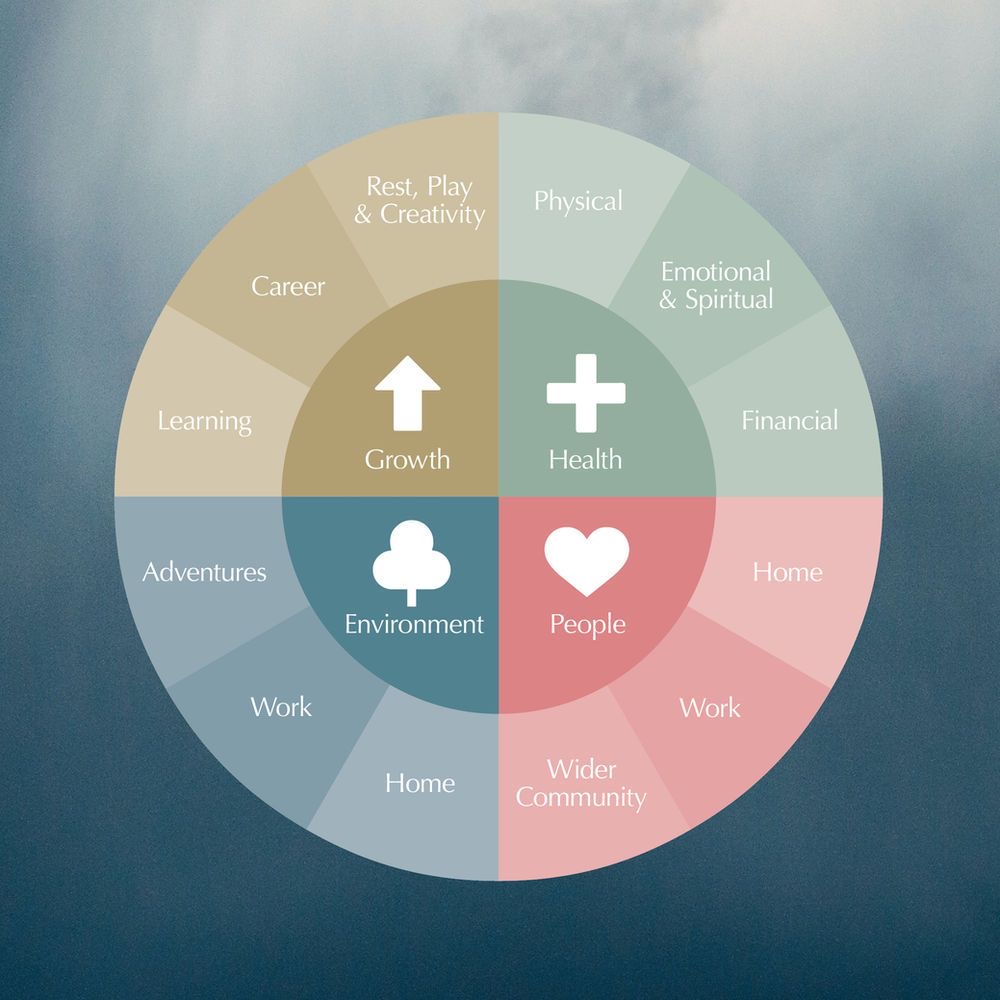 Rest, Play
& Creativity
Physical
Career
Emotional
& Spiritual
Learning
Financial
Growth
Health
Adventures
Home
Environment
People
Work
Work
Home
Wider
Community